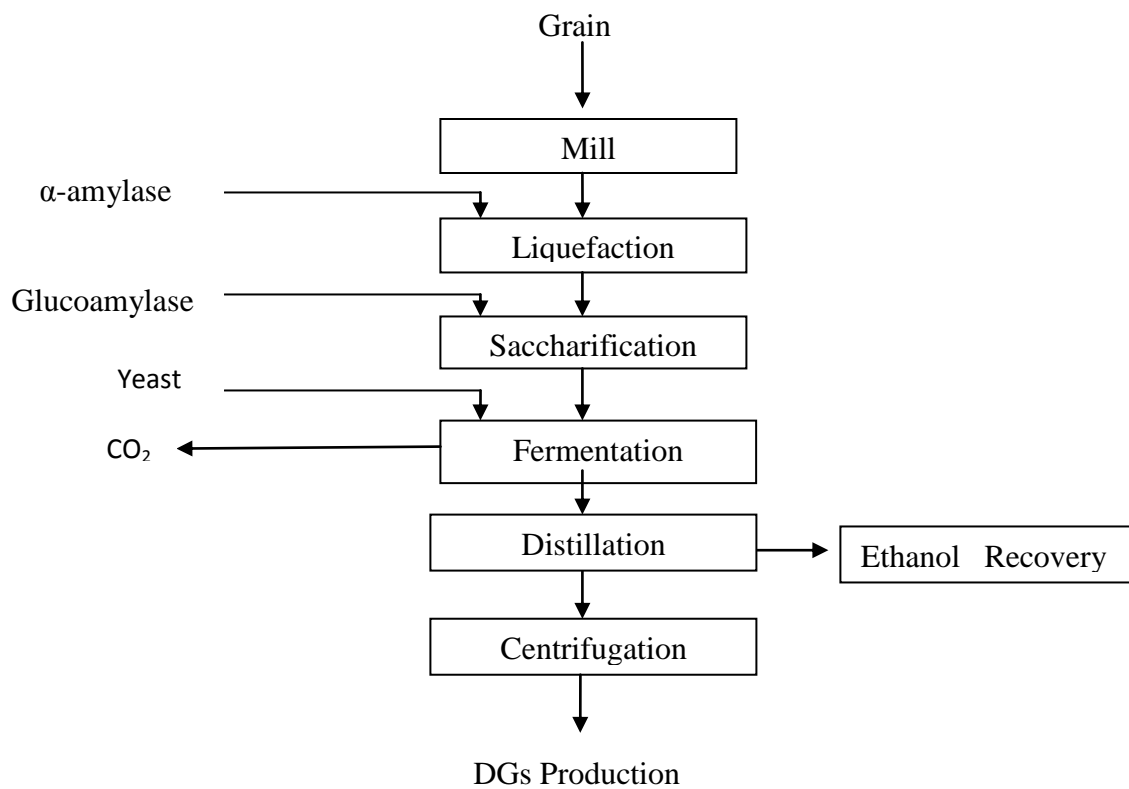 Grain
Mill
α-amylase
Liquefaction
Glucoamylase
Saccharification
Yeast
CO₂
Fermentation
Distillation
Ethanol Recovery
Centrifugation
DGs Production